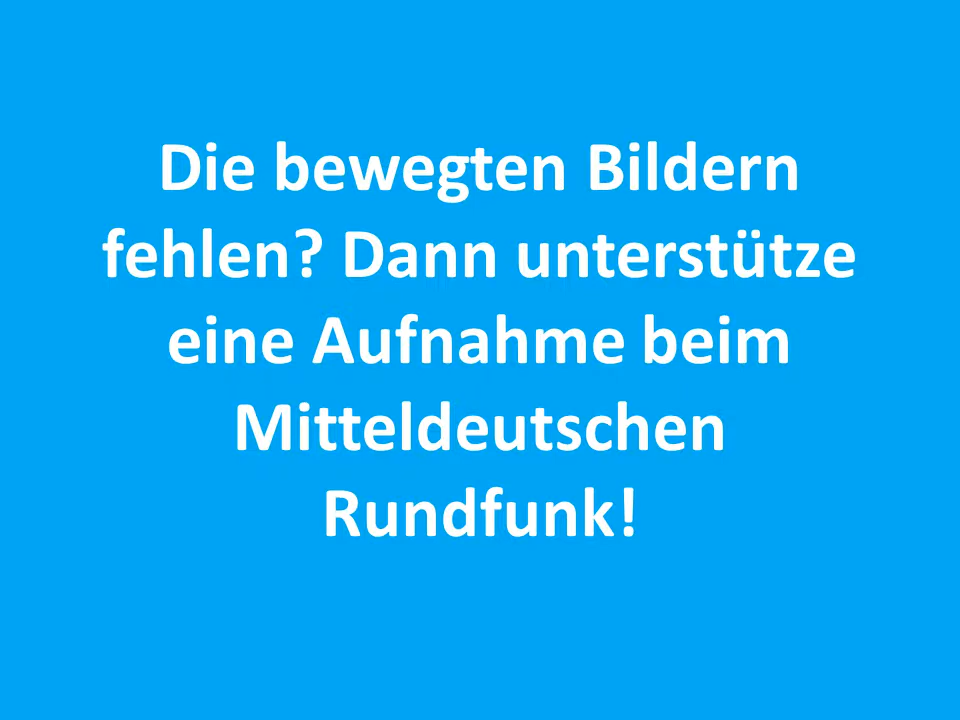 Die bewegten Bildern
fehlen? Dann unterstütze
eine Aufnahme beim
Mitteldeutschen
Rundfunk!